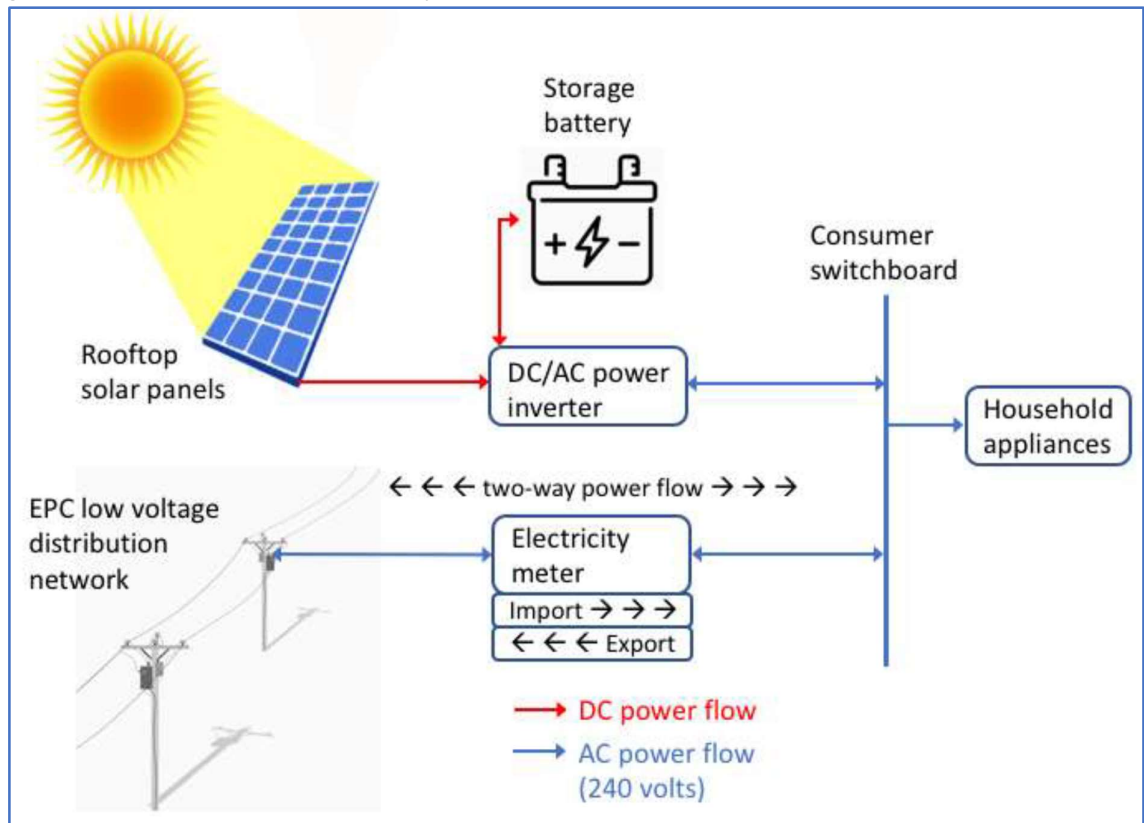 Storage
battery
Consumer
switchboard
Rooftop
solar panels
DC/AC power
inverter
Household
appliances
← ← ← two-way power flow → → →
EPC low voltage
distribution
network
Electricity
meter
Import → → →
← ← ← Export
DC power flow
AC power flow
(240 volts)